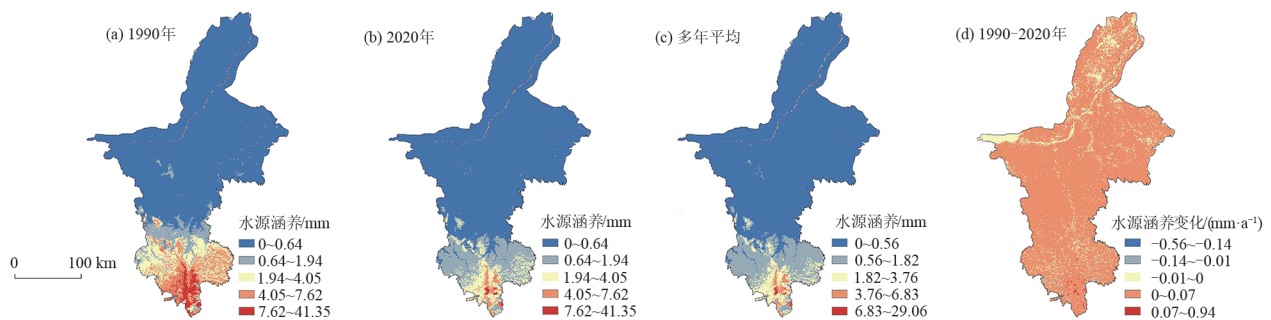 (a) 1990年
(b) 2020年
(c) 多年平均
(d) 1990−2020年
水源涵养/mm
0~0.64
0.64~1.94
1.94~4.05
4.05~7.62
7.62~41.35
0 100 km
水源涵养/mm
0~0.64
0.64~1.94
1.94~4.05
4.05~7.62
7.62~41.35
水源涵养/mm
0~0.56
0.56~1.82
1.82~3.76
3.76~6.83
6.83~29.06
水源涵养变化/(mm·a⁻¹)
−0.56~−0.14
−0.14~−0.01
−0.01~0
0~0.07
0.07~0.94